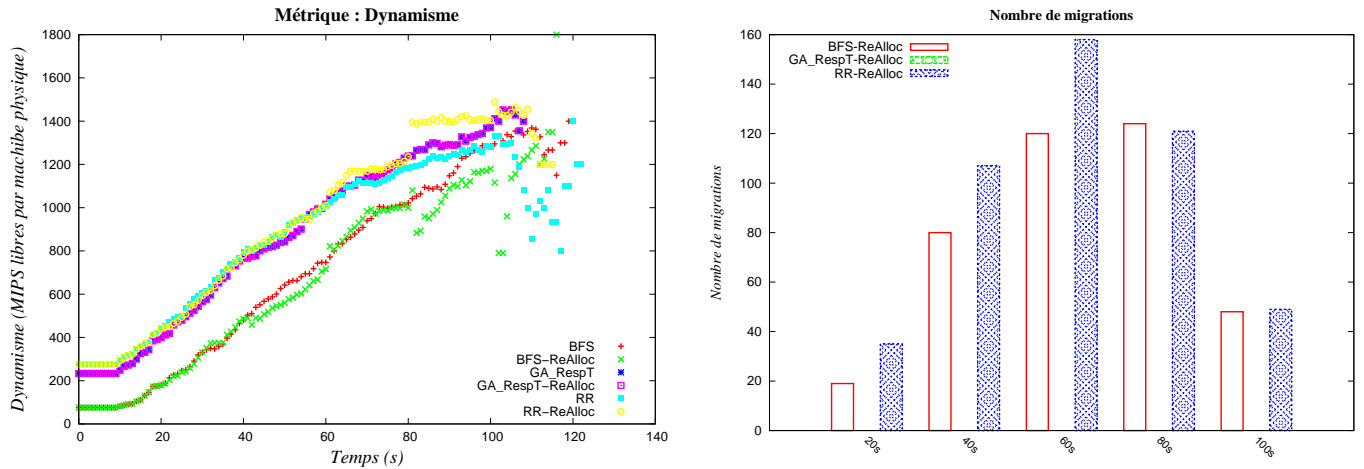 Métrique : Dynamisme
Dynamisme (MIPS libres par machibe physique)
1800
1600
1400
1200
1000
800
600
400
200
0
BFS
BFS-ReAlloc
GA_RespT
GA_RespT-ReAlloc
RR
RR-ReAlloc
0 20 40 60 80 100 120 140
Temps (s)
Nombre de migrations
Nombre de migrations
160
140
120
100
80
60
40
20
0
BFS-ReAlloc
GA_RespT-ReAlloc
RR-ReAlloc
20s 40s 60s 80s 100s